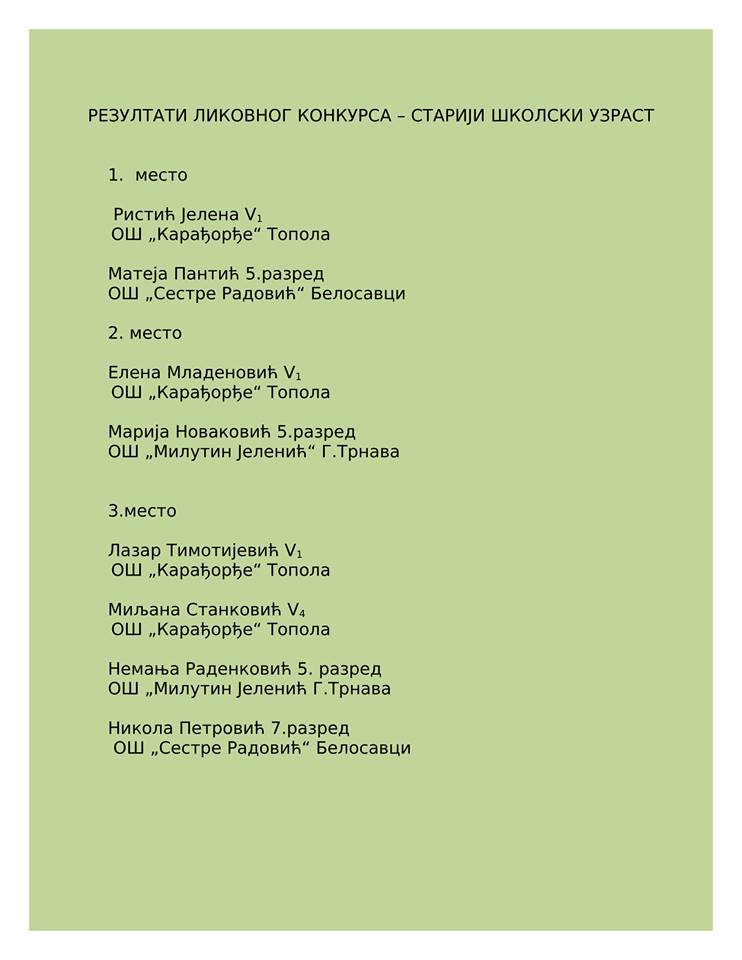 РЕЗУЛТАТИ ЛИКОВНОГ КОНКУРСА – СТАРИЈИ ШКОЛСКИ УЗРАСТ
1. место
Ристић Јелена V₁
ОШ „Карађорђе“ Топола
Матеја Пантић 5.разред
ОШ „Сестре Радовић“ Белосавци
2. место
Елена Младеновић V₁
ОШ „Карађорђе“ Топола
Марија Новаковић 5.разред
ОШ „Милутин Јеленић“ Г.Трнава
3.место
Лазар Тимотијевић V₁
ОШ „Карађорђе“ Топола
Миљана Станковић V₄
ОШ „Карађорђе“ Топола
Немања Раденковић 5. разред
ОШ „Милутин Јеленић Г.Трнава
Никола Петровић 7.разред
ОШ „Сестре Радовић“ Белосавци